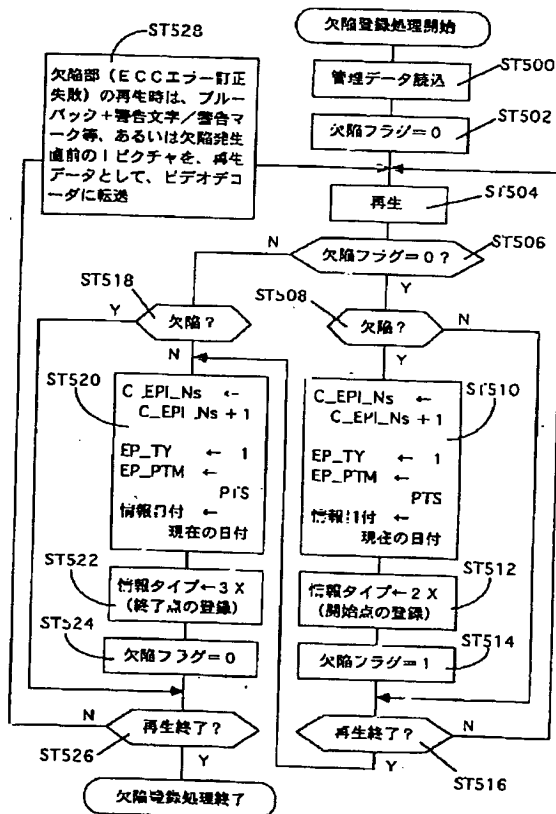 欠陥登録処理開始
ST500
管理データ読込
ST502
欠陥フラグ=0
ST528
欠陥部(ECCエラー訂正
失敗)の再生時は、ブルー
バック+警告文字/警告マ
ーク等、あるいは欠陥発生
直前のIピクチャを、再生
データとして、ビデオデコ
ーダに転送
ST504
再生
ST506
N
欠陥フラグ=0?
Y
ST518
Y
欠陥?
N
ST508
欠陥?
N
Y
ST520
C_EPI_Ns ←
C_EPI_Ns + 1
EP_TY ← 1
EP_PTM ←
PTS
情報日付 ←
現在の日付
ST510
C_EPI_Ns ←
C_EPI_Ns + 1
EP_TY ← 1
EP_PTM ←
PTS
情報日付 ←
現在の日付
ST522
情報タイプ←3X
(終了点の登録)
ST512
情報タイプ←2X
(開始点の登録)
ST524
欠陥フラグ=0
ST514
欠陥フラグ=1
N
再生終了?
ST526
Y
再生終了?
N
Y
ST516
欠陥登録処理終了